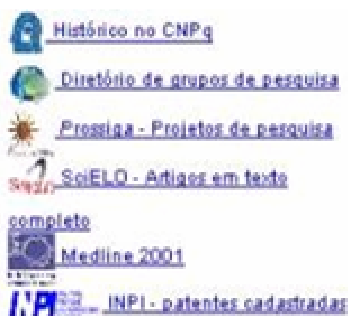 Histórico no CNPq
Diretório de grupos de pesquisa
Prossiga - Projetos de pesquisa
SciELO - Artigos em texto
completo
Medline 2001
INPI - patentes cadastradas